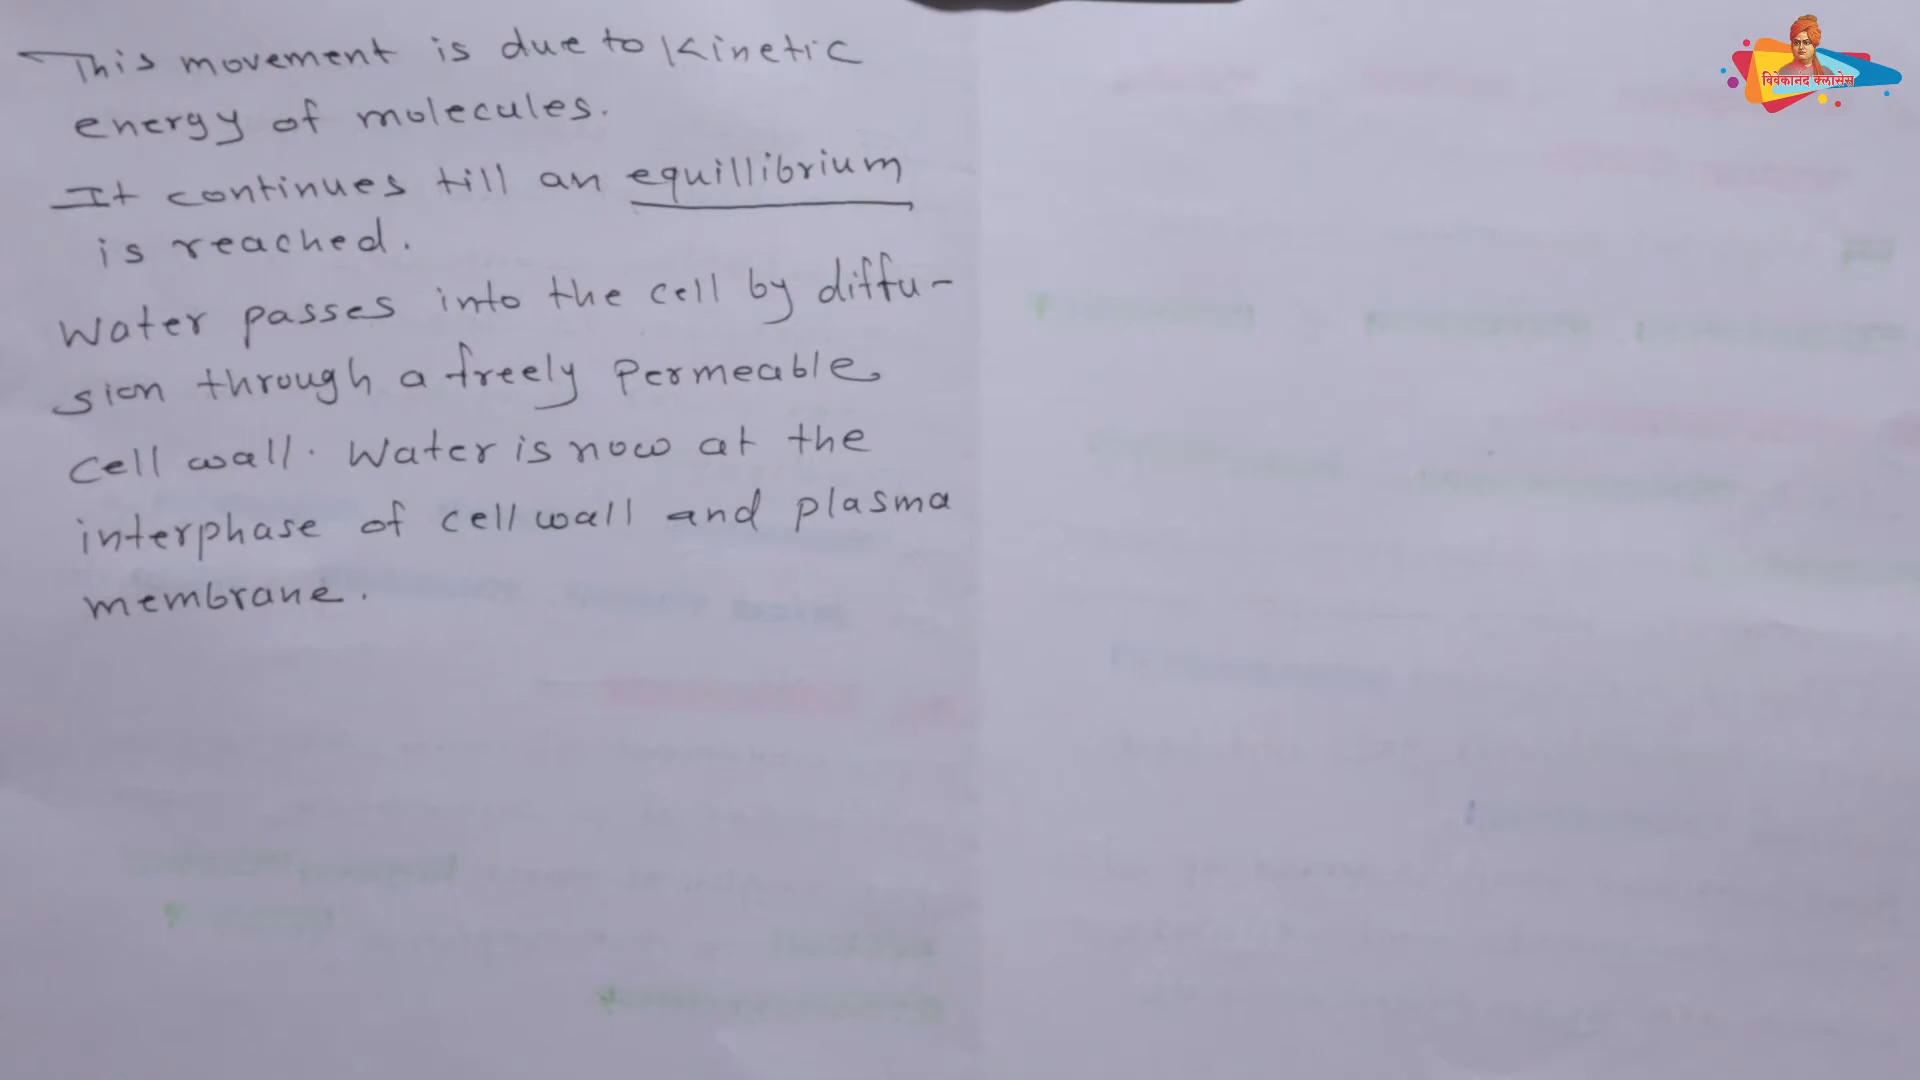 This movement is due to Kinetic
energy of molecules.
It continues till an equillibrium
is reached.
Water passes into the cell by diffu-
sion through a freely Permeable
cell wall. Water is now at the
interphase of cell wall and plasma
membrane.
विवेकानंद क्लासेस